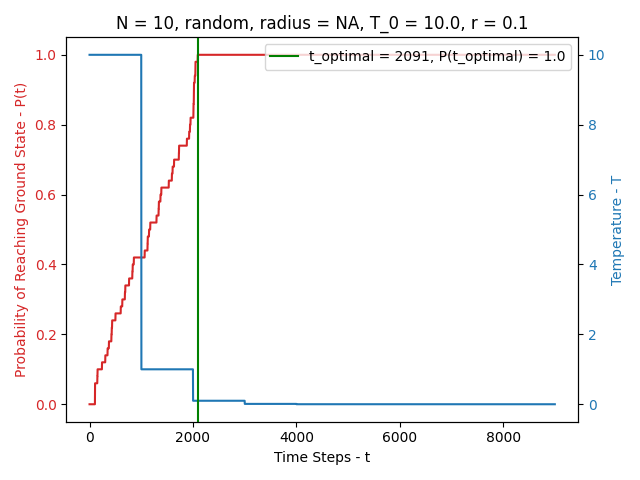 N = 10, random, radius = NA, T_0 = 10.0, r = 0.1
t_optimal = 2091, P(t_optimal) = 1.0
Probability of Reaching Ground State - P(t)
1.0
0.8
0.6
0.4
0.2
0.0
10
8
6
4
2
0
Temperature - T
0 2000 4000 6000 8000
Time Steps - t